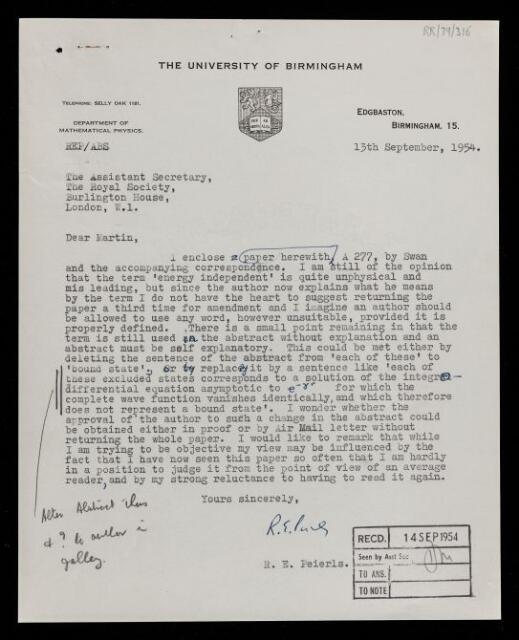 RR/79/316
THE UNIVERSITY OF BIRMINGHAM
TELEPHONE: SELLY OAK 1181.
DEPARTMENT OF
MATHEMATICAL PHYSICS.
EDGBASTON,
BIRMINGHAM, 15.
REP/ABS
13th September, 1954.
The Assistant Secretary,
The Royal Society,
Burlington House,
London, W.1.
Dear Martin,
I enclose a paper herewith, A 277, by Swan
and the accompanying correspondence. I am still of the opinion
that the term 'energy independent' is quite unphysical and
mis leading, but since the author now explains what he means
by the term I do not have the heart to suggest returning the
paper a third time for amendment and I imagine an author should
be allowed to use any word, however unsuitable, provided it is
properly defined. There is a small point remaining in that the
term is still used in the abstract without explanation and an
abstract must be self explanatory. This could be met either by
deleting the sentence of the abstract from 'each of these' to
'bound state', or by replacing it by a sentence like 'each of
these excluded states corresponds to a solution of the integro-
differential equation asymptotic to e-γr for which the
complete wave function vanishes identically, and which therefore
does not represent a bound state'. I wonder whether the
approval of the author to such a change in the abstract could
be obtained either in proof or by Air Mail letter without
returning the whole paper. I would like to remark that while
I am trying to be objective my view may be influenced by the
fact that I have now seen this paper so often that I am hardly
in a position to judge it from the point of view of an average
reader, and by my strong reluctance to having to read it again.
Yours sincerely,
R.E. Peierls
R. E. Peierls.
Alter Abstract thus
& ? to author in
galley.
RECD. 14 SEP 1954
Seen by Asst Sec
TO ANS.
TO NOTE